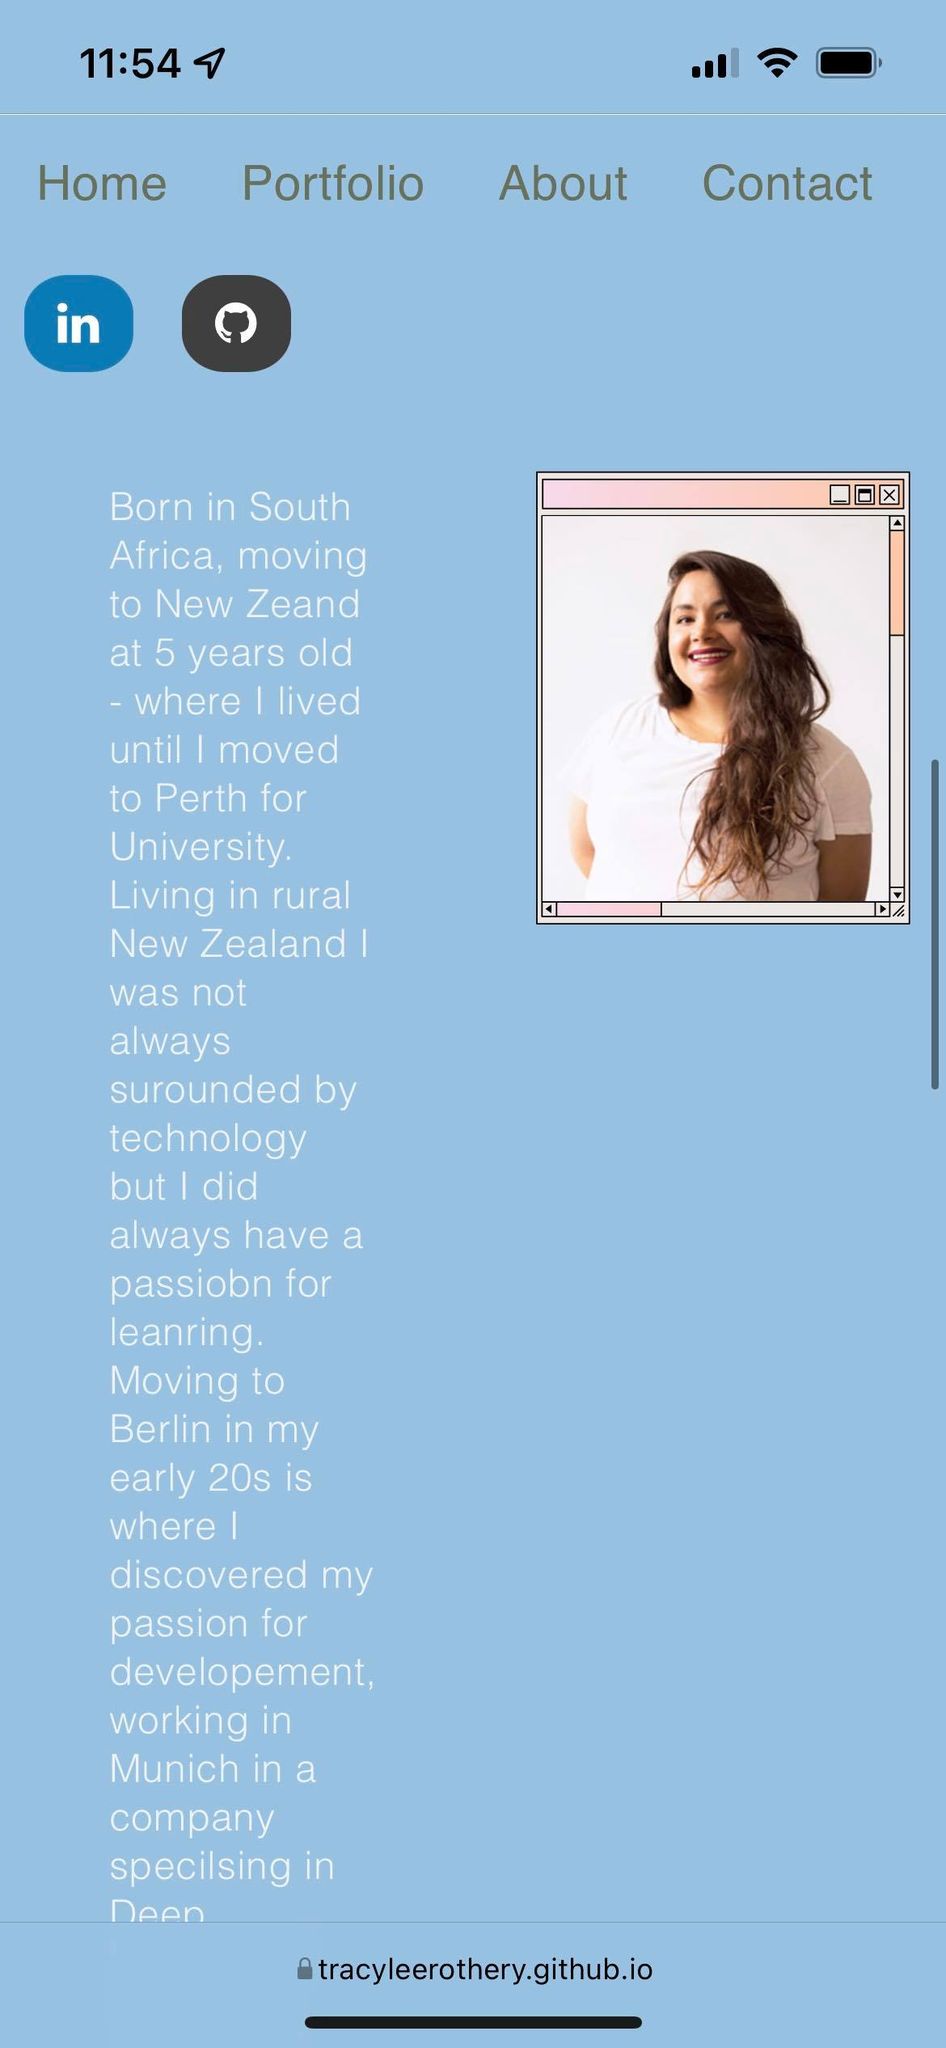 11:54
Home Portfolio About Contact
in
Born in South
Africa, moving
to New Zeand
at 5 years old
- where I lived
until I moved
to Perth for
University.
Living in rural
New Zealand I
was not
always
surounded by
technology
but I did
always have a
passiobn for
leanring.
Moving to
Berlin in my
early 20s is
where I
discovered my
passion for
developement,
working in
Munich in a
company
specilsing in
Deep
tracyleerothery.github.io